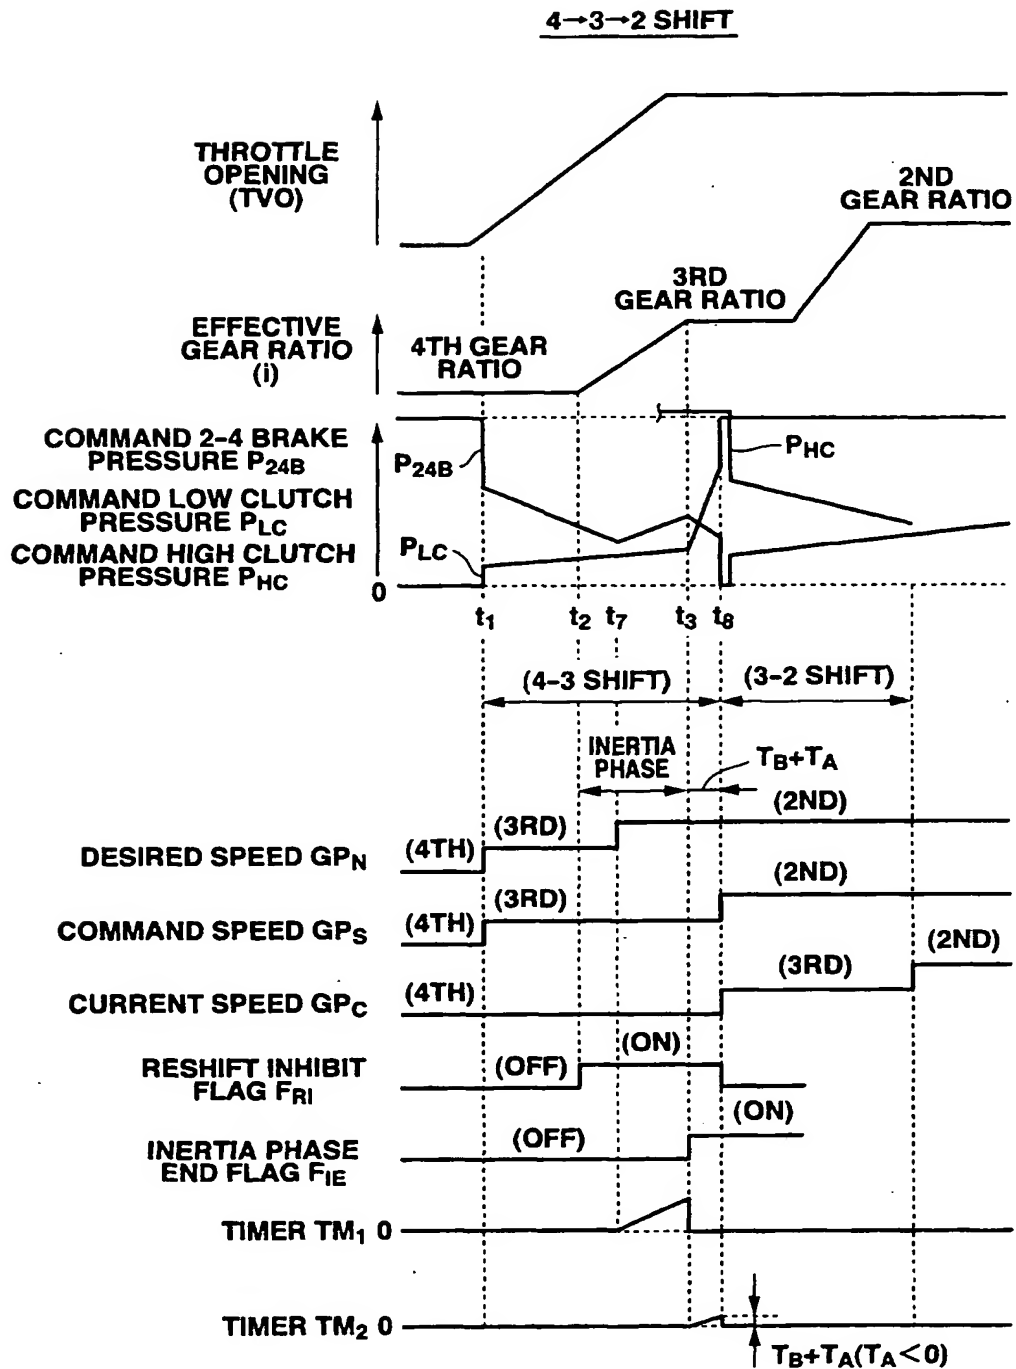 4→3→2 SHIFT
THROTTLE
OPENING
(TVO)
2ND
GEAR RATIO
3RD
GEAR RATIO
EFFECTIVE
GEAR RATIO
(i)
4TH GEAR
RATIO
COMMAND 2-4 BRAKE
PRESSURE P24B
P24B
PHC
COMMAND LOW CLUTCH
PRESSURE PLC
COMMAND HIGH CLUTCH
PRESSURE PHC
PLC
0
t1 t2 t7 t3 t8
(4-3 SHIFT) (3-2 SHIFT)
INERTIA
PHASE
TB+TA
DESIRED SPEED GPN (4TH) (3RD) (2ND)
COMMAND SPEED GPS (4TH) (3RD) (2ND)
CURRENT SPEED GPC (4TH) (3RD) (2ND)
RESHIFT INHIBIT
FLAG FRI
(OFF) (ON)
INERTIA PHASE
END FLAG FIE
(OFF) (ON)
TIMER TM1 0
TIMER TM2 0
TB+TA(TA<0)